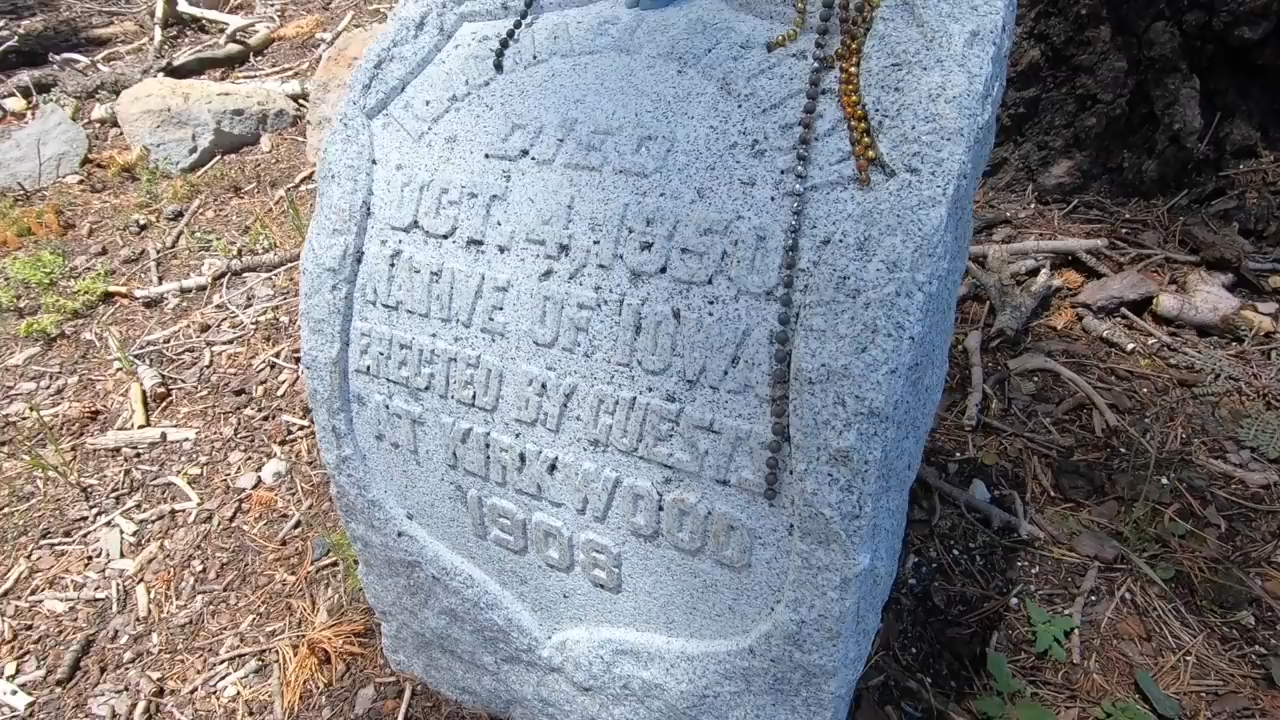 DIED
OCT. 4, 1850
NATIVE OF IOWA
ERECTED BY GUESTS
AT KIRKWOOD
1908